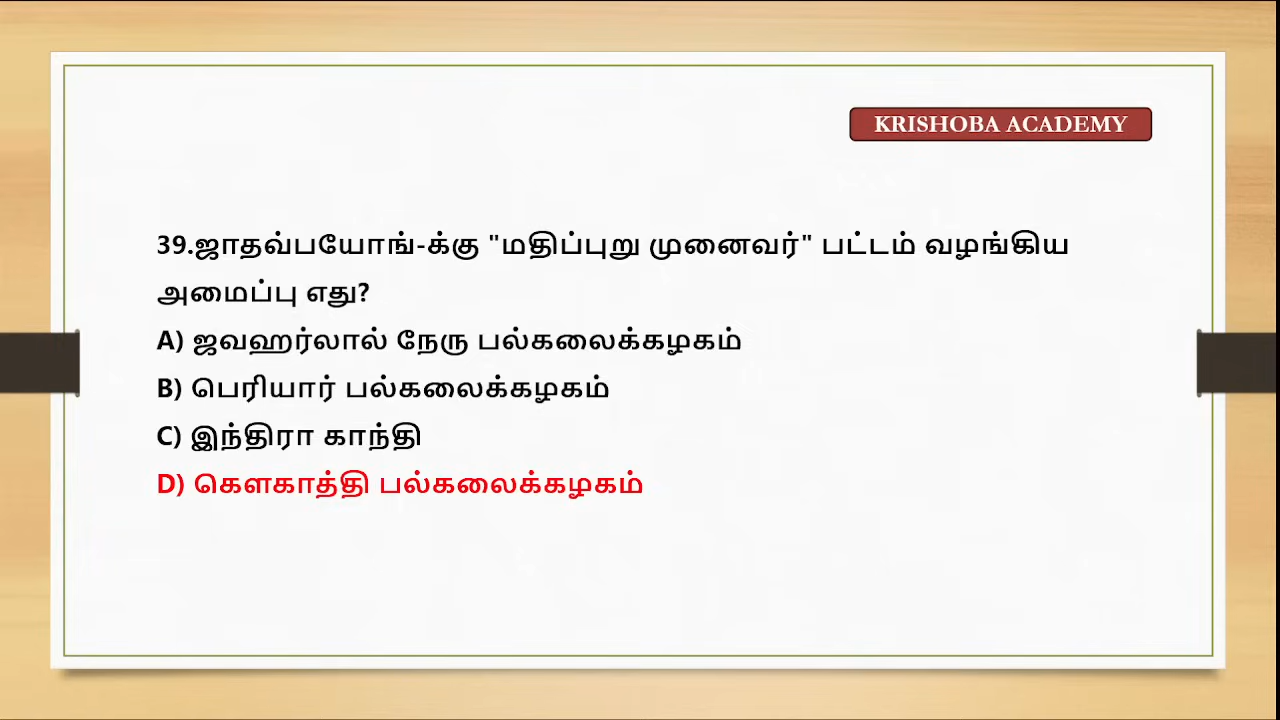 KRISHOBA ACADEMY
39.ஜாதவ்பயோங்-க்கு "மதிப்புறு முனைவர்" பட்டம் வழங்கிய
அமைப்பு எது?
A) ஜவஹர்லால் நேரு பல்கலைக்கழகம்
B) பெரியார் பல்கலைக்கழகம்
C) இந்திரா காந்தி
D) கௌகாத்தி பல்கலைக்கழகம்